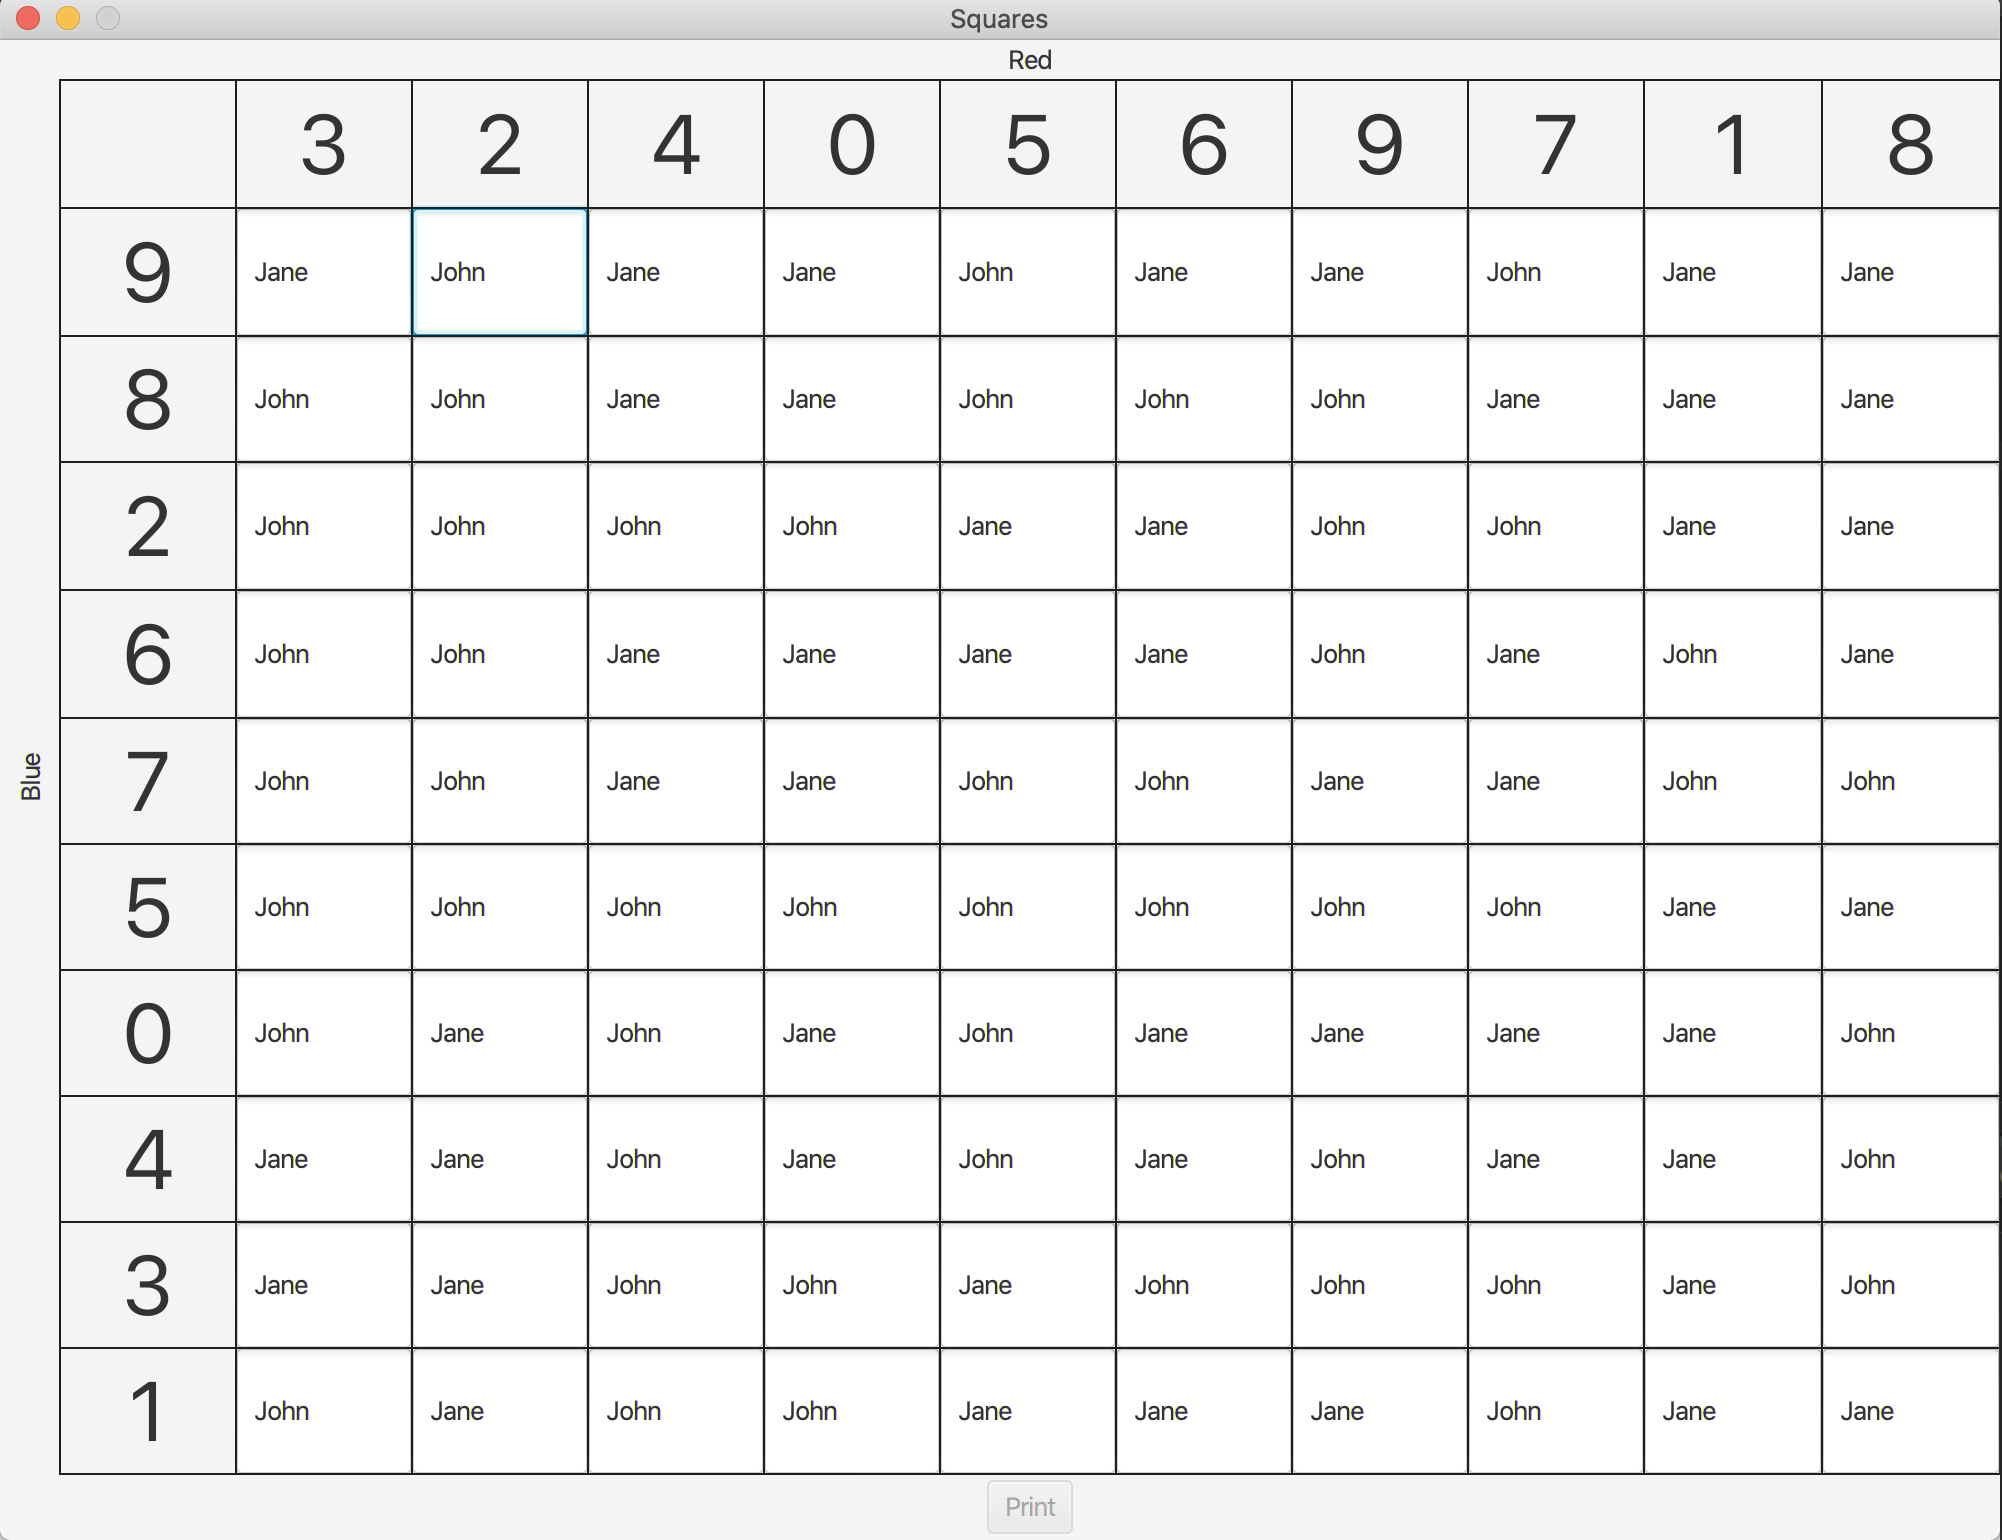 Squares
Red
3 2 4 0 5 6 9 7 1 8
9 Jane John Jane Jane John Jane Jane John Jane Jane
8 John John Jane Jane John John John Jane Jane Jane
2 John John John John Jane Jane John John Jane Jane
6 John John Jane Jane Jane Jane John Jane John Jane
Blue
7 John John Jane Jane John John Jane Jane John John
5 John John John John John John John John Jane Jane
0 John Jane John Jane John Jane Jane Jane Jane John
4 Jane Jane John Jane John Jane John Jane Jane John
3 Jane Jane John John Jane John John John Jane John
1 John Jane John John Jane Jane Jane John Jane Jane
Print